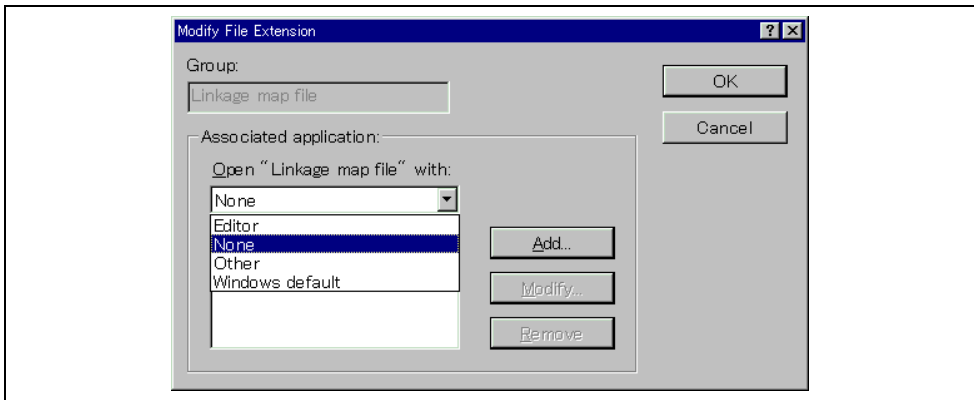 Modify File Extension
Group:
Linkage map file
OK
Cancel
Associated application:
Open "Linkage map file" with:
None
Editor
None
Other
Windows default
Add...
Modify...
Remove